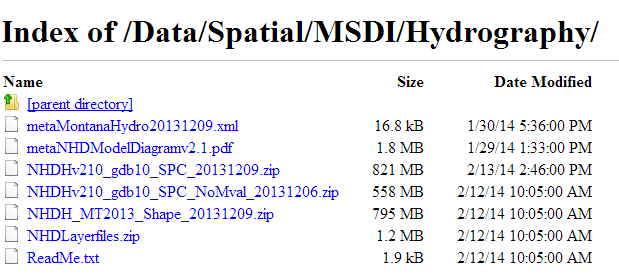 Index of /Data/Spatial/MSDI/Hydrography/
Name Size Date Modified
[parent directory]
metaMontanaHydro20131209.xml 16.8 kB 1/30/14 5:36:00 PM
metaNHDModelDiagramv2.1.pdf 1.8 MB 1/29/14 1:33:00 PM
NHDHv210_gdb10_SPC_20131209.zip 821 MB 2/13/14 2:46:00 PM
NHDHv210_gdb10_SPC_NoMval_20131206.zip 558 MB 2/12/14 10:05:00 AM
NHDH_MT2013_Shape_20131209.zip 795 MB 2/12/14 10:05:00 AM
NHDLayerfiles.zip 1.2 MB 2/12/14 10:05:00 AM
ReadMe.txt 1.9 kB 2/12/14 10:05:00 AM